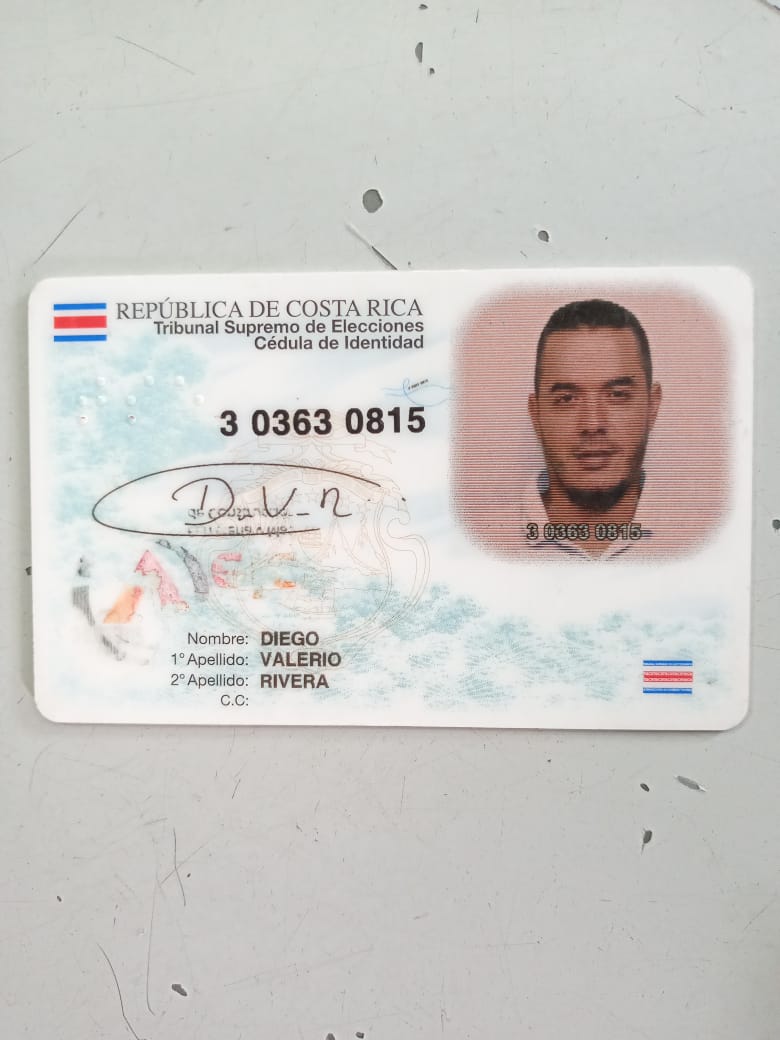 REPÚBLICA DE COSTA RICA
Tribunal Supremo de Elecciones
Cédula de Identidad
3 0363 0815
3 0363 0815
Nombre: DIEGO
1° Apellido: VALERIO
2° Apellido: RIVERA
C.C: